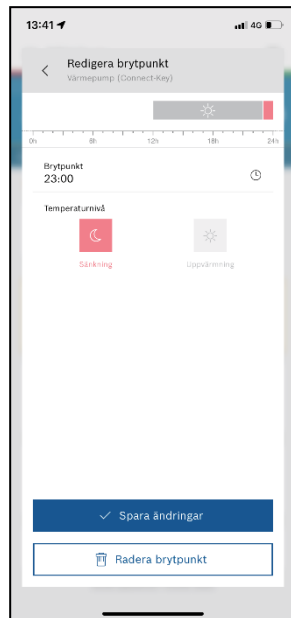 13:41
4G
Redigera brytpunkt
Värmepump (Connect-Key)
0h 6h 12h 18h 24h
Brytpunkt
23:00
Temperaturnivå
Sänkning Uppvärmning
Spara ändringar
Radera brytpunkt